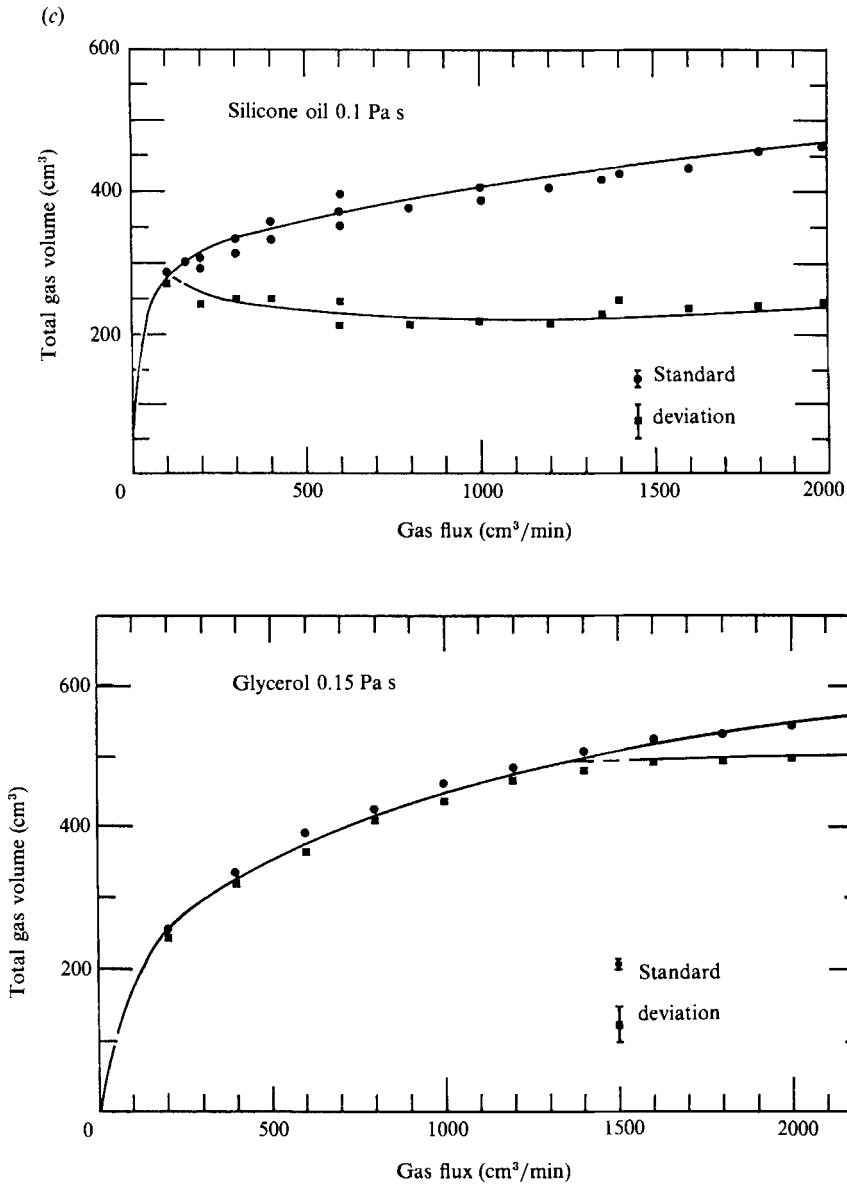 (c)
600
Silicone oil 0.1 Pa s
400
Total gas volume (cm³)
200
Standard
deviation
0 500 1000 1500 2000
Gas flux (cm³/min)
Glycerol 0.15 Pa s
600
400
Total gas volume (cm³)
200
Standard
deviation
0 500 1000 1500 2000
Gas flux (cm³/min)